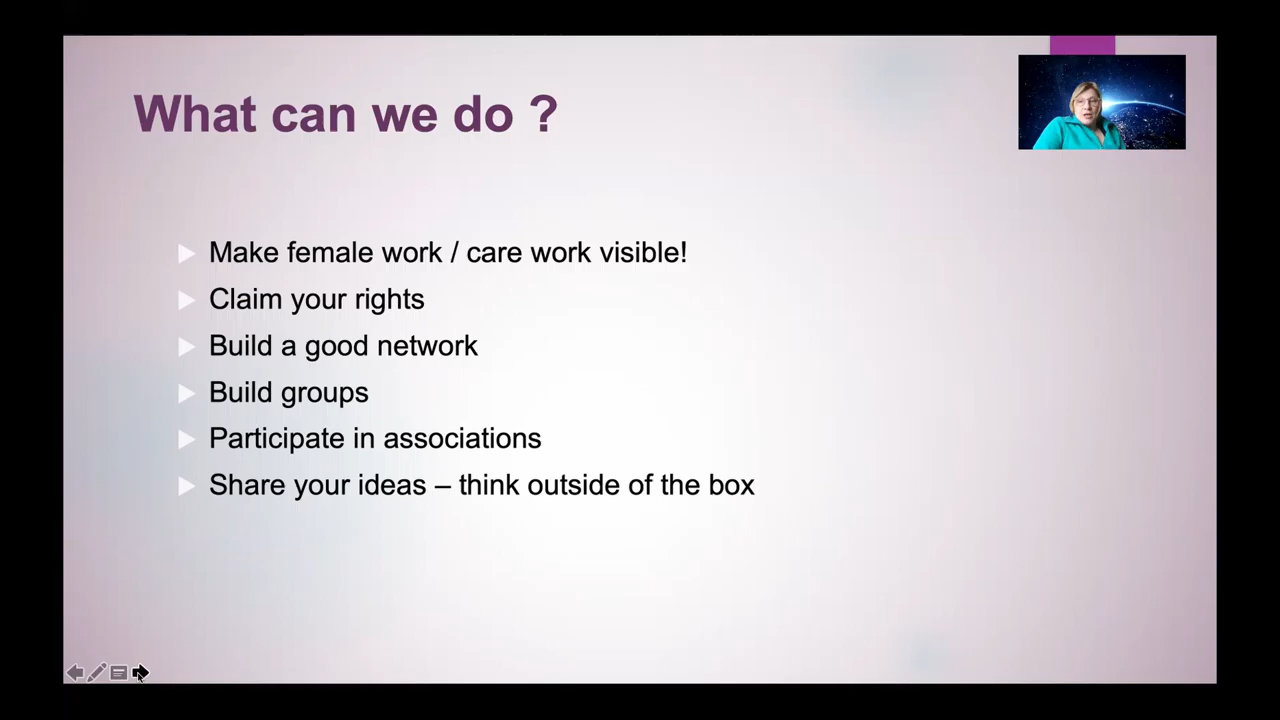 What can we do ?
Make female work / care work visible!
Claim your rights
Build a good network
Build groups
Participate in associations
Share your ideas – think outside of the box